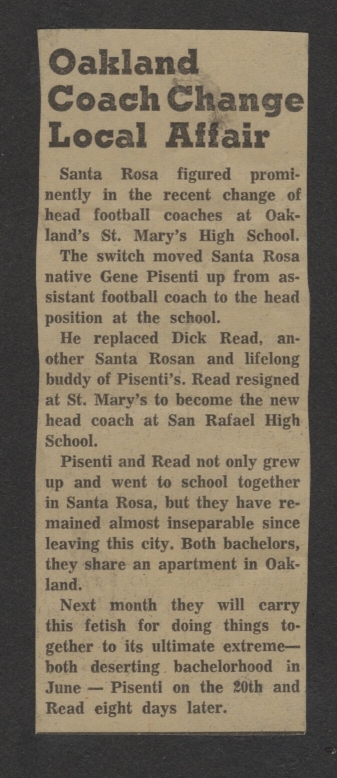 Oakland
Coach Change
Local Affair
Santa Rosa figured promi-
nently in the recent change of
head football coaches at Oak-
land's St. Mary's High School.
The switch moved Santa Rosa
native Gene Pisenti up from as-
sistant football coach to the head
position at the school.
He replaced Dick Read, an-
other Santa Rosan and lifelong
buddy of Pisenti's. Read resigned
at St. Mary's to become the new
head coach at San Rafael High
School.
Pisenti and Read not only grew
up and went to school together
in Santa Rosa, but they have re-
mained almost inseparable since
leaving this city. Both bachelors,
they share an apartment in Oak-
land.
Next month they will carry
this fetish for doing things to-
gether to its ultimate extreme—
both deserting bachelorhood in
June — Pisenti on the 20th and
Read eight days later.